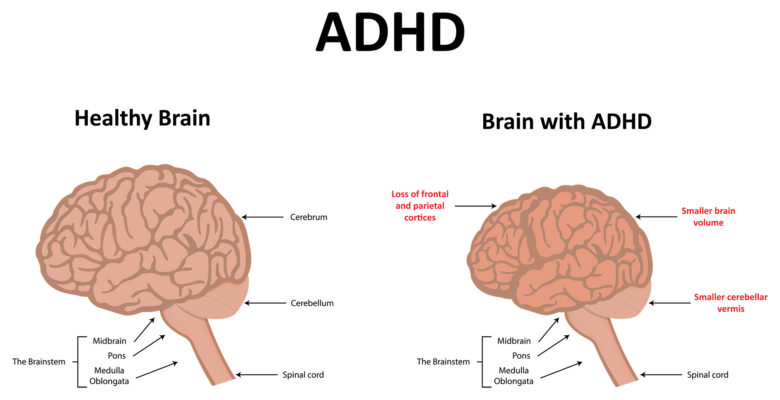 ADHD
Healthy Brain
Cerebrum
Cerebellum
Midbrain
The Brainstem
Pons
Medulla
Oblongata
Spinal cord
Brain with ADHD
Loss of frontal
and parietal
cortices
Smaller brain
volume
Smaller cerebellar
vermis
Midbrain
The Brainstem
Pons
Medulla
Oblongata
Spinal cord